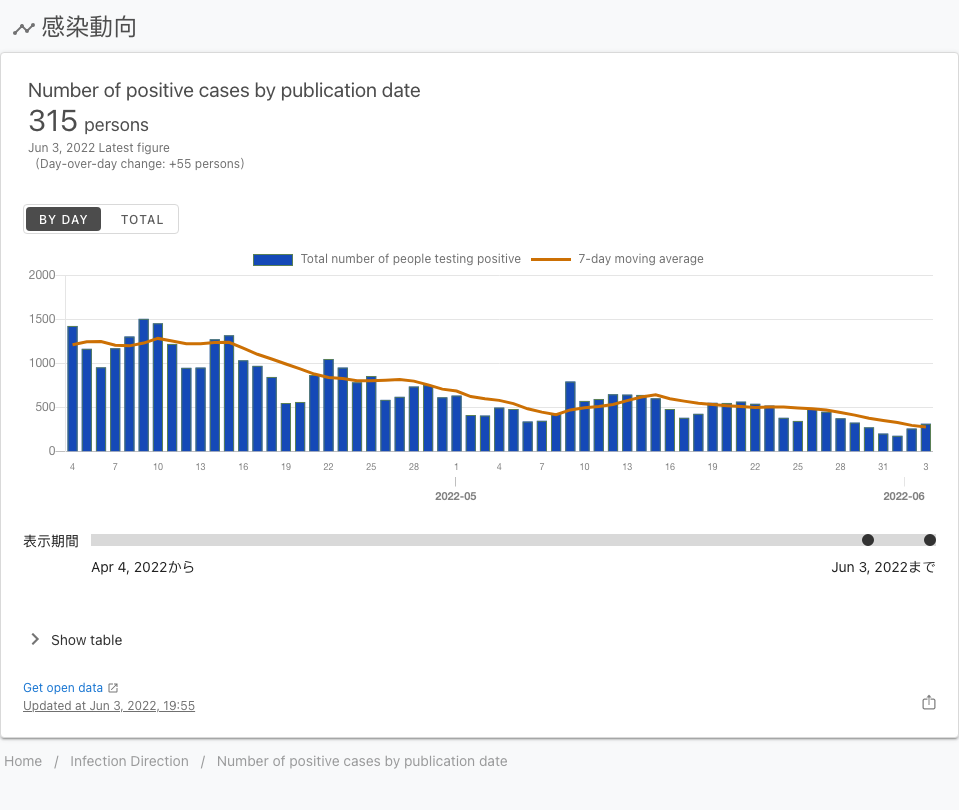 感染動向
Number of positive cases by publication date
315 persons
Jun 3, 2022 Latest figure
(Day-over-day change: +55 persons)
BY DAY TOTAL
Total number of people testing positive 7-day moving average
2000
1500
1000
500
0
4 7 10 13 16 19 22 25 28 1 4 7 10 13 16 19 22 25 28 31 3
2022-05 2022-06
表示期間
Apr 4, 2022から Jun 3, 2022まで
Show table
Get open data
Updated at Jun 3, 2022, 19:55
Home / Infection Direction / Number of positive cases by publication date